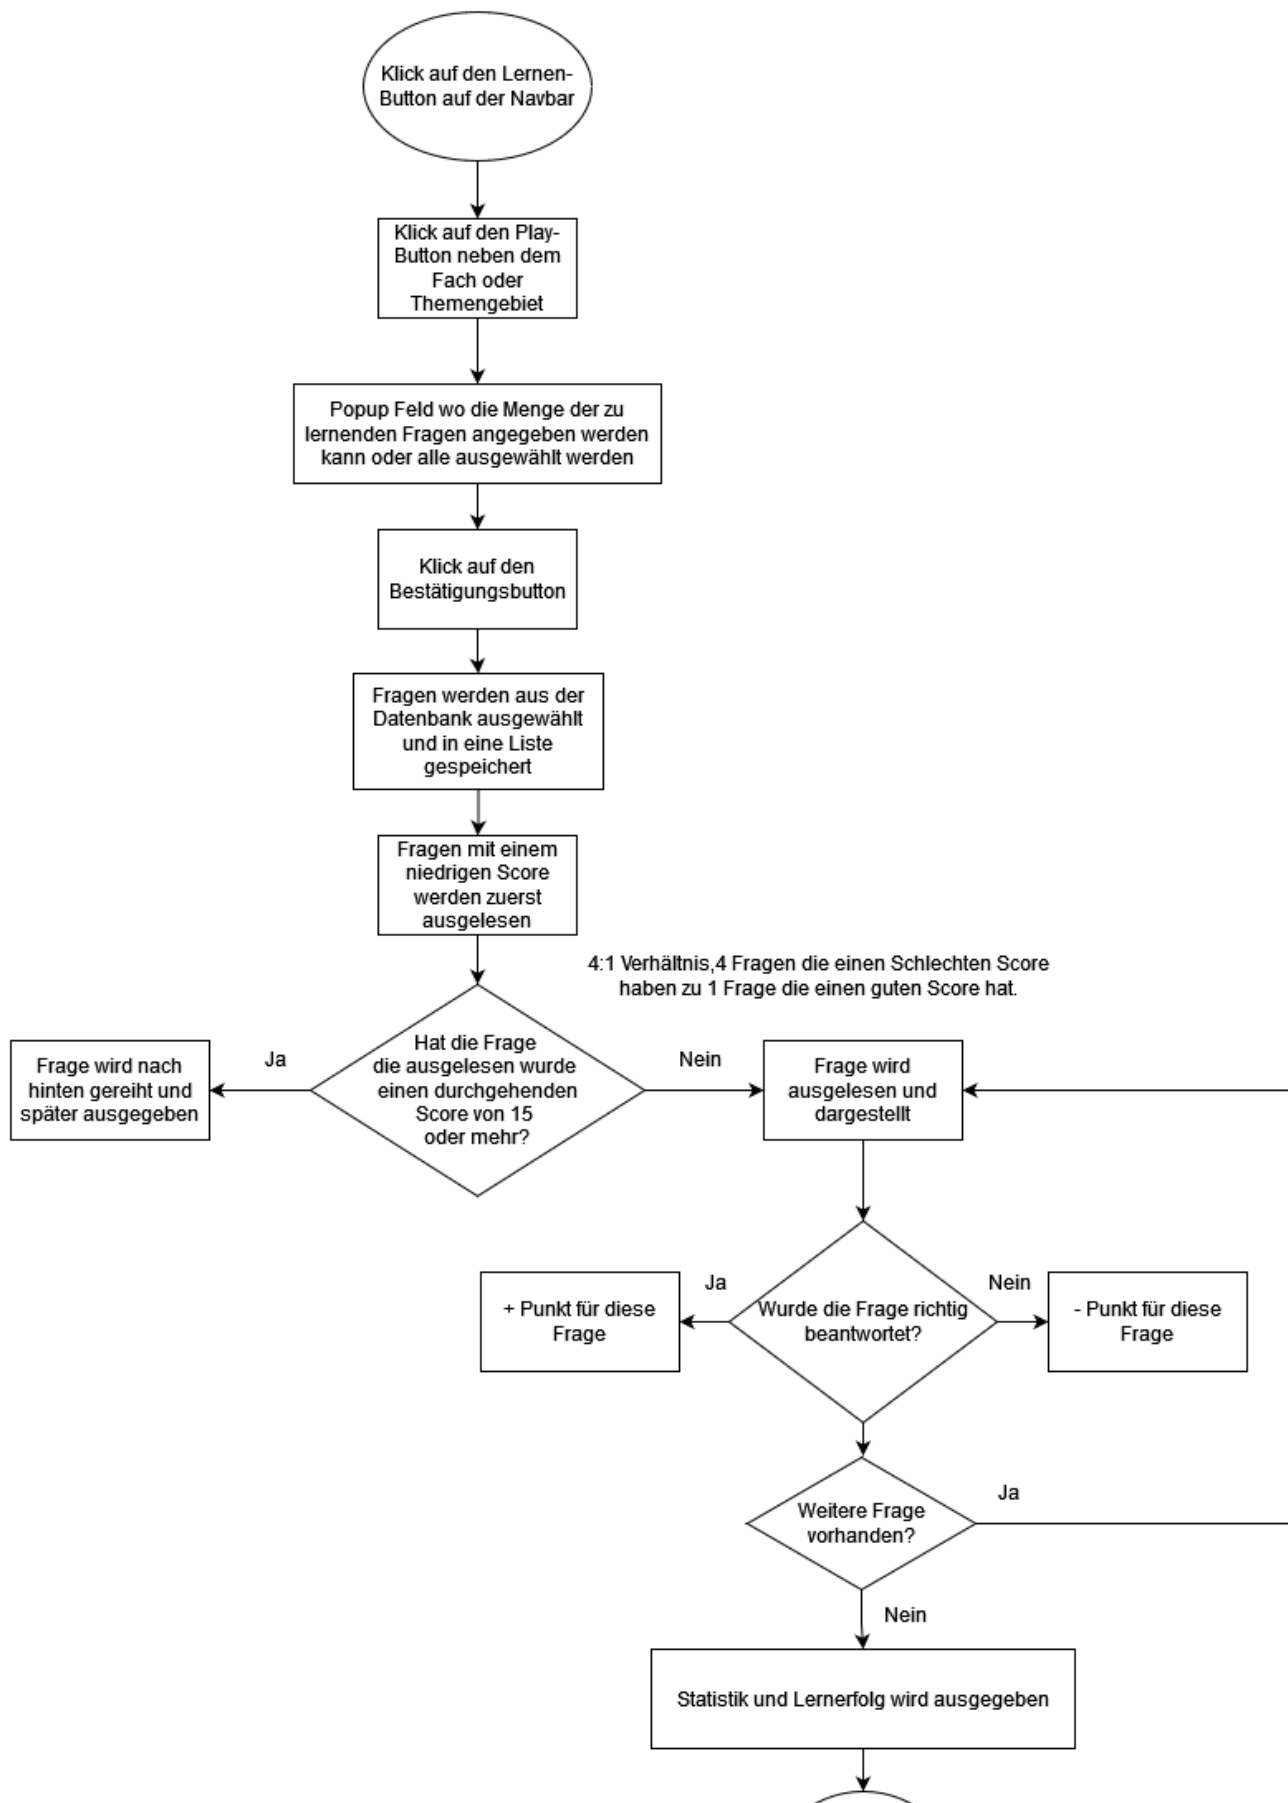 Klick auf den Lernen-
Button auf der Navbar
Klick auf den Play-
Button neben dem
Fach oder
Themengebiet
Popup Feld wo die Menge der zu
lernenden Fragen angegeben werden
kann oder alle ausgewählt werden
Klick auf den
Bestätigungsbutton
Fragen werden aus der
Datenbank ausgewählt
und in eine Liste
gespeichert
Fragen mit einem
niedrigen Score
werden zuerst
ausgelesen
4:1 Verhältnis,4 Fragen die einen Schlechten Score
haben zu 1 Frage die einen guten Score hat.
Hat die Frage
die ausgelesen wurde
einen durchgehenden
Score von 15
oder mehr?
Ja
Frage wird nach
hinten gereiht und
später ausgegeben
Nein
Frage wird
ausgelesen und
dargestellt
Wurde die Frage richtig
beantwortet?
Ja
+ Punkt für diese
Frage
Nein
- Punkt für diese
Frage
Weitere Frage
vorhanden?
Ja
Nein
Statistik und Lernerfolg wird ausgegeben